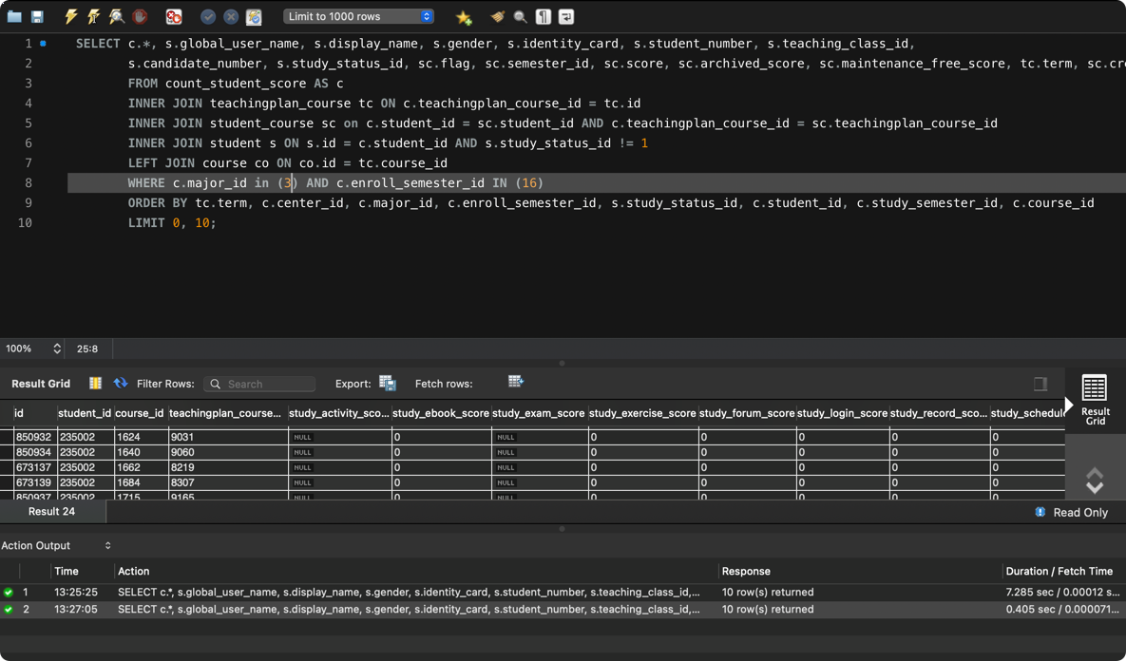 Limit to 1000 rows
1 SELECT c.*, s.global_user_name, s.display_name, s.gender, s.identity_card, s.student_number, s.teaching_class_id,
2 s.candidate_number, s.study_status_id, sc.flag, sc.semester_id, sc.score, sc.archived_score, sc.maintenance_free_score, tc.term, sc.cre
3 FROM count_student_score AS c
4 INNER JOIN teachingplan_course tc ON c.teachingplan_course_id = tc.id
5 INNER JOIN student_course sc on c.student_id = sc.student_id AND c.teachingplan_course_id = sc.teachingplan_course_id
6 INNER JOIN student s ON s.id = c.student_id AND s.study_status_id != 1
7 LEFT JOIN course co ON co.id = tc.course_id
8 WHERE c.major_id in (3) AND c.enroll_semester_id IN (16)
9 ORDER BY tc.term, c.center_id, c.major_id, c.enroll_semester_id, s.study_status_id, c.student_id, c.study_semester_id, c.course_id
10 LIMIT 0, 10;
100% 25:8
Result Grid Filter Rows: Search Export: Fetch rows:
id student_id course_id teachingplan_course... study_activity_sco... study_ebook_score study_exam_score study_exercise_score study_forum_score study_login_score study_record_sco... study_schedule
850932 235002 1624 9031 NULL 0 NULL 0 0 0 0 0
850934 235002 1640 9060 NULL 0 NULL 0 0 0 0 0
673137 235002 1662 8219 NULL 0 NULL 0 0 0 0 0
673139 235002 1684 8307 NULL 0 NULL 0 0 0 0 0
850937 235002 1715 9165 NULL 0 NULL 0 0 0 0 0
Result Grid
Result 24 Read Only
Action Output
Time Action Response Duration / Fetch Time
1 13:25:25 SELECT c.*, s.global_user_name, s.display_name, s.gender, s.identity_card, s.student_number, s.teaching_class_id,... 10 row(s) returned 7.285 sec / 0.00012 s...
2 13:27:05 SELECT c.*, s.global_user_name, s.display_name, s.gender, s.identity_card, s.student_number, s.teaching_class_id,... 10 row(s) returned 0.405 sec / 0.000071...